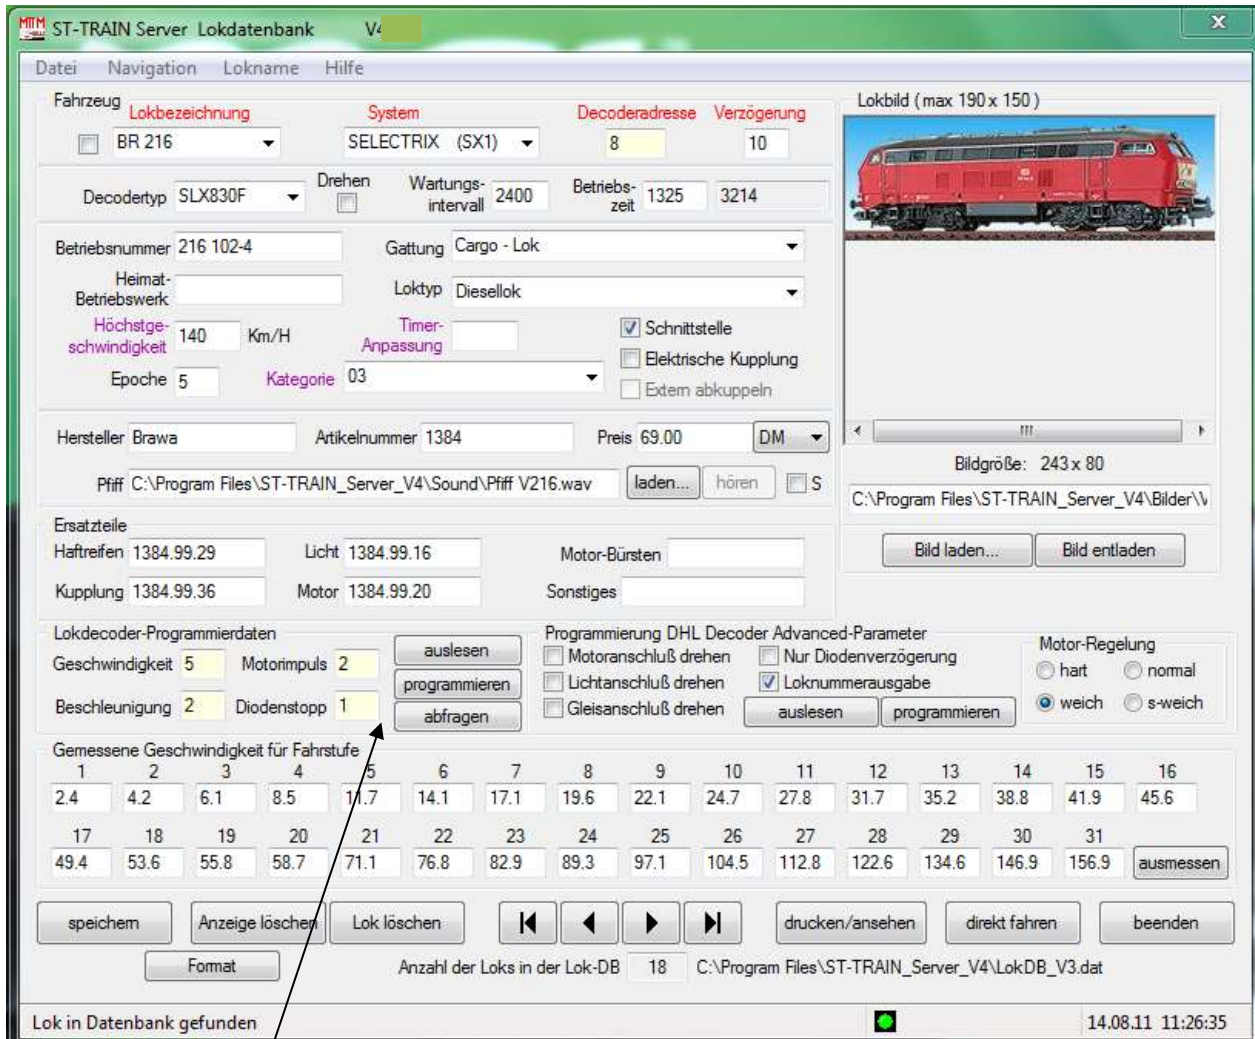 MTM ST-TRAIN Server Lokdatenbank V4
Datei Navigation Lokname Hilfe
Fahrzeug
Lokbezeichnung System Decoderadresse Verzögerung
BR 216 SELECTRIX (SX1) 8 10
Decodertyp SLX830F Drehen Wartungs-intervall 2400 Betriebs-zeit 1325 3214
Betriebsnummer 216 102-4 Gattung Cargo - Lok
Heimat-Betriebswerk Loktyp Diesellok
Höchstge-schwindigkeit 140 Km/H Timer-Anpassung Schnittstelle
Elektrische Kupplung
Epoche 5 Kategorie 03
Extern abkuppeln
Hersteller Brawa Artikelnummer 1384 Preis 69.00 DM
Pfiff C:\Program Files\ST-TRAIN_Server_V4\Sound\Pfiff V216.wav laden... hören S
Lokbild ( max 190 x 150 )
Bildgröße: 243 x 80
C:\Program Files\ST-TRAIN_Server_V4\Bilder\V
Bild laden... Bild entladen
Ersatzteile
Haftreifen 1384.99.29 Licht 1384.99.16 Motor-Bürsten
Kupplung 1384.99.36 Motor 1384.99.20 Sonstiges
Lokdecoder-Programmierdaten
Geschwindigkeit 5 Motorimpuls 2
Beschleunigung 2 Diodenstopp 1
auslesen
programmieren
abfragen
Programmierung DHL Decoder Advanced-Parameter
Motoranschluß drehen Nur Diodenverzögerung
Lichtanschluß drehen Loknummerausgabe
Gleisanschluß drehen auslesen programmieren
Motor-Regelung
hart normal
weich s-weich
Gemessene Geschwindigkeit für Fahrstufe
1 2 3 4 5 6 7 8 9 10 11 12 13 14 15 16
2.4 4.2 6.1 8.5 11.7 14.1 17.1 19.6 22.1 24.7 27.8 31.7 35.2 38.8 41.9 45.6
17 18 19 20 21 22 23 24 25 26 27 28 29 30 31
49.4 53.6 55.8 58.7 71.1 76.8 82.9 89.3 97.1 104.5 112.8 122.6 134.6 146.9 156.9 ausmessen
speichern Anzeige löschen Lok löschen drucken/ansehen direkt fahren beenden
Format Anzahl der Loks in der Lok-DB 18 C:\Program Files\ST-TRAIN_Server_V4\LokDB_V3.dat
Lok in Datenbank gefunden 14.08.11 11:26:35